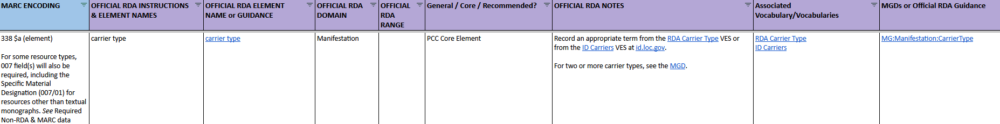 MARC ENCODING
OFFICIAL RDA INSTRUCTIONS
& ELEMENT NAMES
OFFICIAL RDA ELEMENT
NAME or GUIDANCE
OFFICIAL RDA
DOMAIN
OFFICIAL
RDA
RANGE
General / Core / Recommended?
OFFICIAL RDA NOTES
Associated
Vocabulary/Vocabularies
MGDs or Official RDA Guidance
338 $a (element)
For some resource types,
007 field(s) will also be
required, including the
Specific Material
Designation (007/01) for
resources other than textual
monographs. See Required
Non-RDA & MARC data
carrier type
carrier type
Manifestation
PCC Core Element
Record an appropriate term from the RDA Carrier Type VES or
from the ID Carriers VES at id.loc.gov.
For two or more carrier types, see the MGD.
RDA Carrier Type
ID Carriers
MG:Manifestation:CarrierType